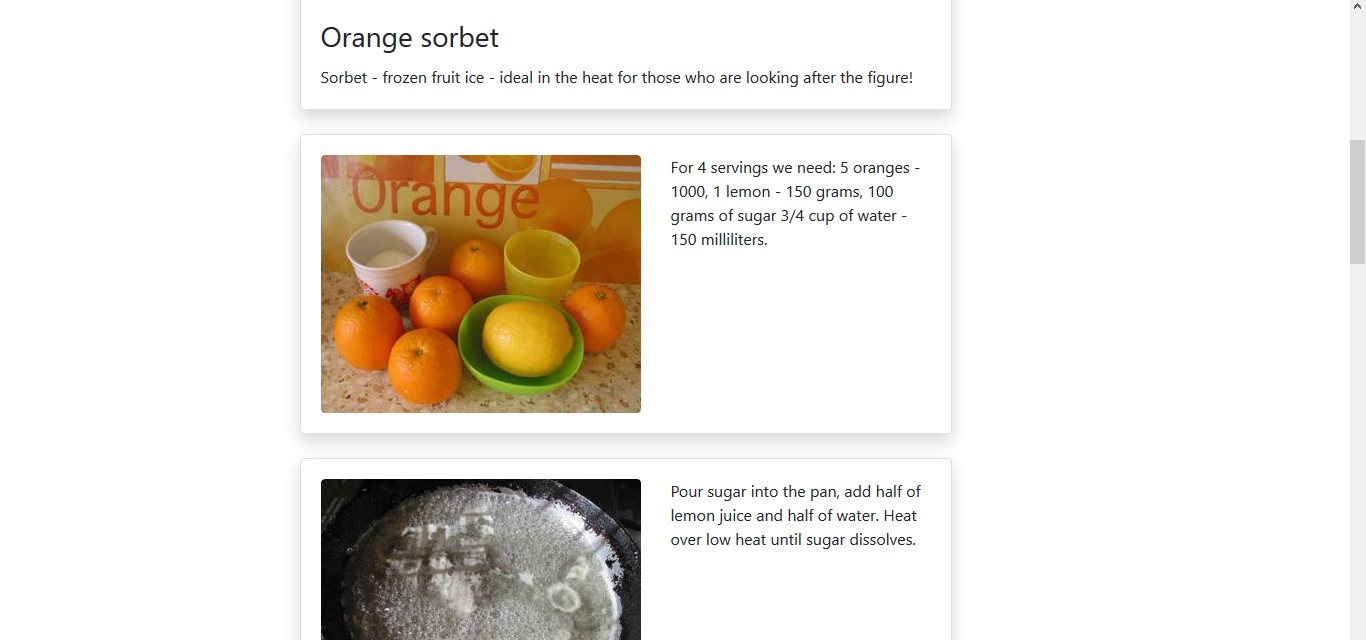 Orange sorbet
Sorbet - frozen fruit ice - ideal in the heat for those who are looking after the figure!
Orange
For 4 servings we need: 5 oranges -
1000, 1 lemon - 150 grams, 100
grams of sugar 3/4 cup of water -
150 milliliters.
Pour sugar into the pan, add half of
lemon juice and half of water. Heat
over low heat until sugar dissolves.